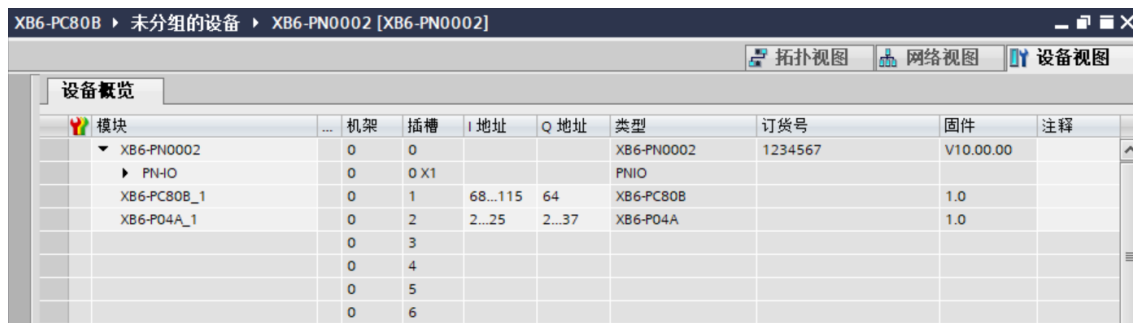 XB6-PC80B ▸ 未分组的设备 ▸ XB6-PN0002 [XB6-PN0002]
拓扑视图 网络视图 设备视图
设备概览
模块 ... 机架 插槽 I 地址 Q 地址 类型 订货号 固件 注释
XB6-PN0002 0 0 XB6-PN0002 1234567 V10.00.00
PN-IO 0 0 X1 PNIO
XB6-PC80B_1 0 1 68...115 64 XB6-PC80B 1.0
XB6-P04A_1 0 2 2...25 2...37 XB6-P04A 1.0
0 3
0 4
0 5
0 6